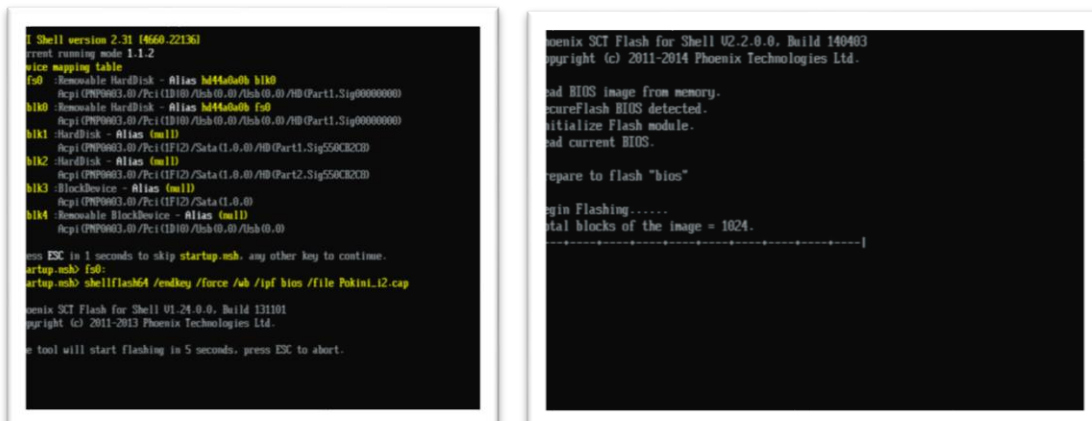 I Shell version 2.31 [4660.22136]
rrent running mode 1.1.2
vice mapping table
fs0 :Removable HardDisk - Alias hd44a0a0b blk0
Acpi(PNP0A03,0)/Pci(1D|0)/Usb(0,0)/Usb(0,0)/HD(Part1,Sig00000000)
blk0 :Removable HardDisk - Alias hd44a0a0b fs0
Acpi(PNP0A03,0)/Pci(1D|0)/Usb(0,0)/Usb(0,0)/HD(Part1,Sig00000000)
blk1 :HardDisk - Alias (null)
Acpi(PNP0A03,0)/Pci(1F|2)/Sata(1,0,0)/HD(Part1,Sig550CB2CB)
blk2 :HardDisk - Alias (null)
Acpi(PNP0A03,0)/Pci(1F|2)/Sata(1,0,0)/HD(Part2,Sig550CB2CB)
blk3 :BlockDevice - Alias (null)
Acpi(PNP0A03,0)/Pci(1F|2)/Sata(1,0,0)
blk4 :Removable BlockDevice - Alias (null)
Acpi(PNP0A03,0)/Pci(1D|0)/Usb(0,0)/Usb(0,0)
ess ESC in 1 seconds to skip startup.nsh, any other key to continue.
artup.nsh> fs0:
artup.nsh> shellflash64 /endkey /force /wb /ipf bios /file Pokini_i2.cap
oenix SCT Flash for Shell V1.24.0.0, Build 131101
pyright (c) 2011-2013 Phoenix Technologies Ltd.
e tool will start flashing in 5 seconds, press ESC to abort.
hoenix SCT Flash for Shell V2.2.0.0, Build 140403
opyright (c) 2011-2014 Phoenix Technologies Ltd.
ead BIOS image from memory.
ecureFlash BIOS detected.
nitialize Flash module.
ead current BIOS.
repare to flash "bios"
egin Flashing......
otal blocks of the image = 1024.
---+----+----+----+----+----+----+----+----+----|